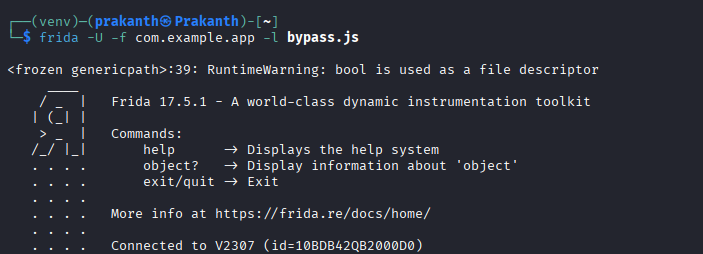 ┌──(venv)─(prakanth㉿Prakanth)-[~]
└─$ frida -U -f com.example.app -l bypass.js
<frozen genericpath>:39: RuntimeWarning: bool is used as a file descriptor
     ____
    / _  |   Frida 17.5.1 - A world-class dynamic instrumentation toolkit
   | (_| |
    > _  |   Commands:
   /_/ |_|       help      -> Displays the help system
   . . . .       object?   -> Display information about 'object'
   . . . .       exit/quit -> Exit
   . . . .
   . . . .   More info at https://frida.re/docs/home/
   . . . .
   . . . .   Connected to V2307 (id=10BDB42QB2000D0)